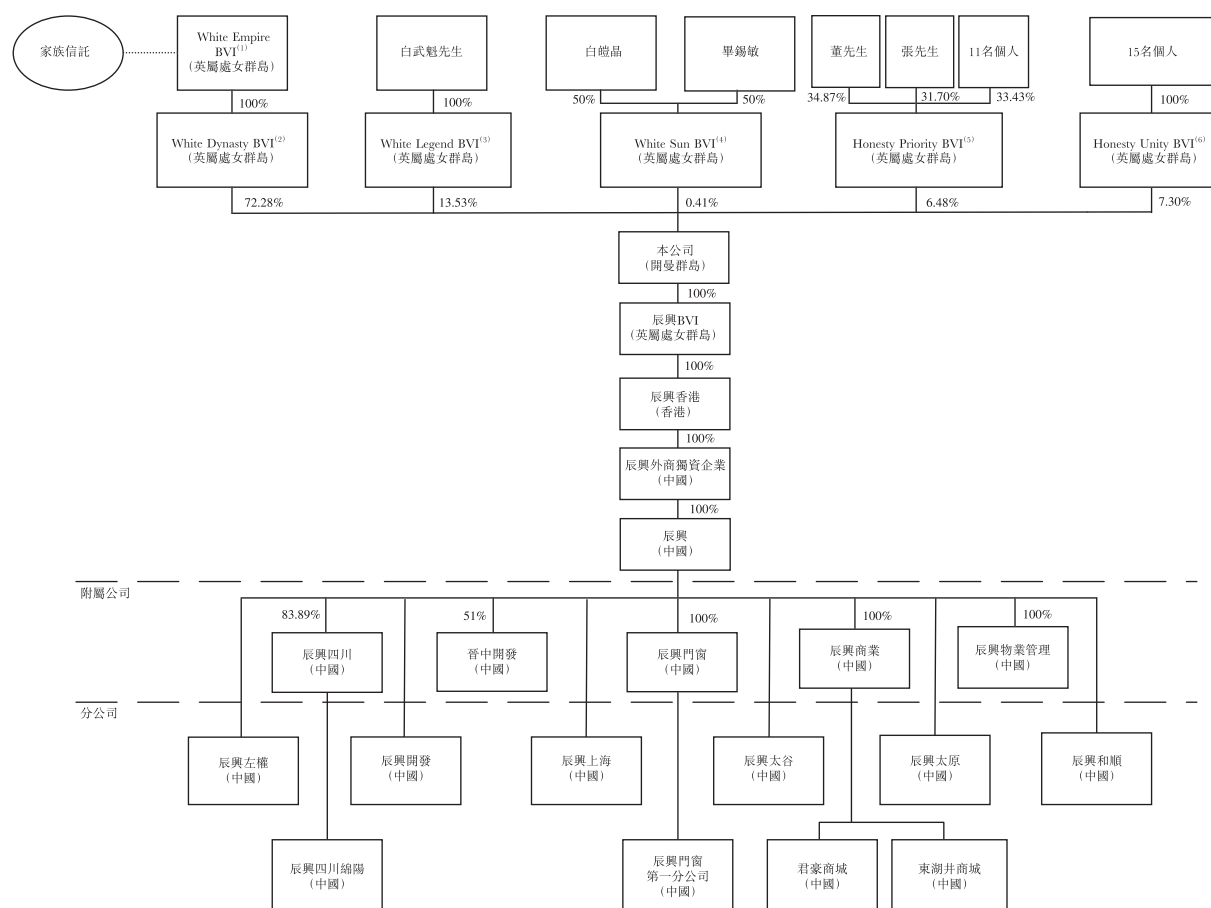 家族信託
White Empire
BVI(1)
(英屬處女群島)
白武魁先生
白皚晶
畢錫敏
董先生
張先生
11名個人
15名個人
100%
100%
50%
50%
34.87%
31.70%
33.43%
100%
White Dynasty BVI(2)
(英屬處女群島)
White Legend BVI(3)
(英屬處女群島)
White Sun BVI(4)
(英屬處女群島)
Honesty Priority BVI(5)
(英屬處女群島)
Honesty Unity BVI(6)
(英屬處女群島)
72.28%
13.53%
0.41%
6.48%
7.30%
本公司
(開曼群島)
100%
辰興BVI
(英屬處女群島)
100%
辰興香港
(香港)
100%
辰興外商獨資企業
(中國)
100%
辰興
(中國)
附屬公司
83.89%
51%
100%
100%
100%
辰興四川
(中國)
晉中開發
(中國)
辰興門窗
(中國)
辰興商業
(中國)
辰興物業管理
(中國)
分公司
辰興左權
(中國)
辰興開發
(中國)
辰興上海
(中國)
辰興太谷
(中國)
辰興太原
(中國)
辰興和順
(中國)
辰興四川綿陽
(中國)
辰興門窗
第一分公司
(中國)
君豪商城
(中國)
東湖井商城
(中國)